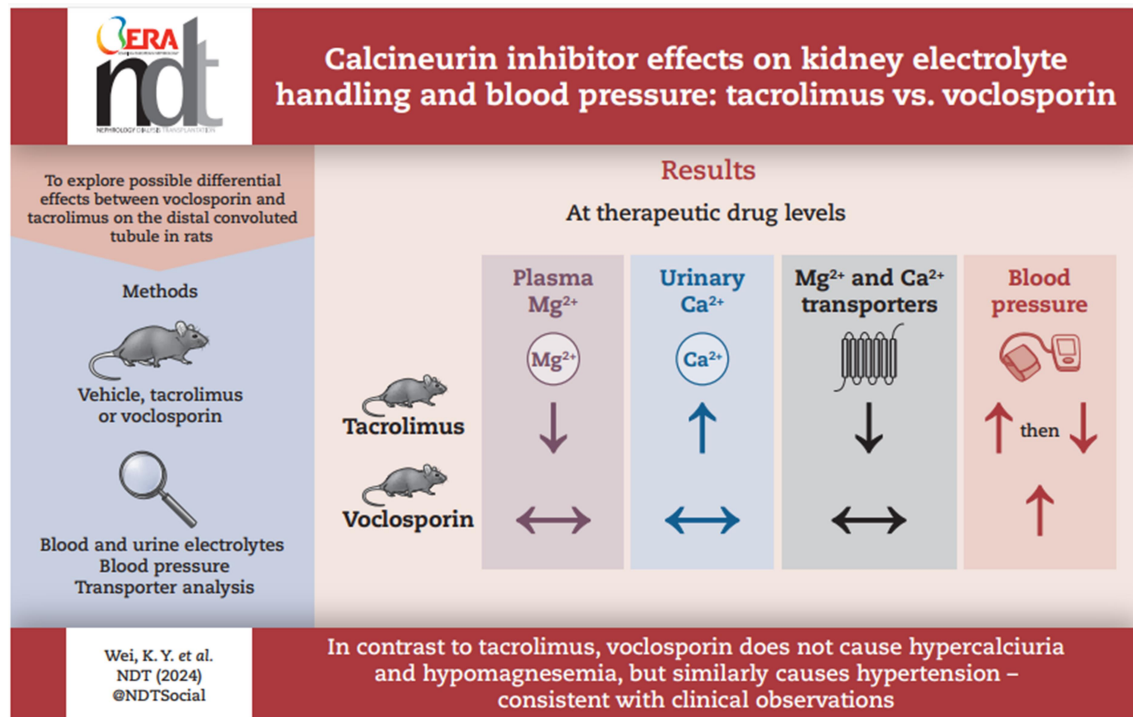 ERA
ndt
NEPHROLOGY DIALYSIS TRANSPLANTATION
Calcineurin inhibitor effects on kidney electrolyte
handling and blood pressure: tacrolimus vs. voclosporin
To explore possible differential
effects between voclosporin and
tacrolimus on the distal convoluted
tubule in rats
Methods
Vehicle, tacrolimus
or voclosporin
Blood and urine electrolytes
Blood pressure
Transporter analysis
Results
At therapeutic drug levels
Plasma
Mg²⁺
Urinary
Ca²⁺
Mg²⁺ and Ca²⁺
transporters
Blood
pressure
Mg²⁺
Ca²⁺
Tacrolimus
↓
↑
↓
↑ then ↓
Voclosporin
↔
↔
↔
↑
Wei, K. Y. et al.
NDT (2024)
@NDTSocial
In contrast to tacrolimus, voclosporin does not cause hypercalciuria
and hypomagnesemia, but similarly causes hypertension –
consistent with clinical observations